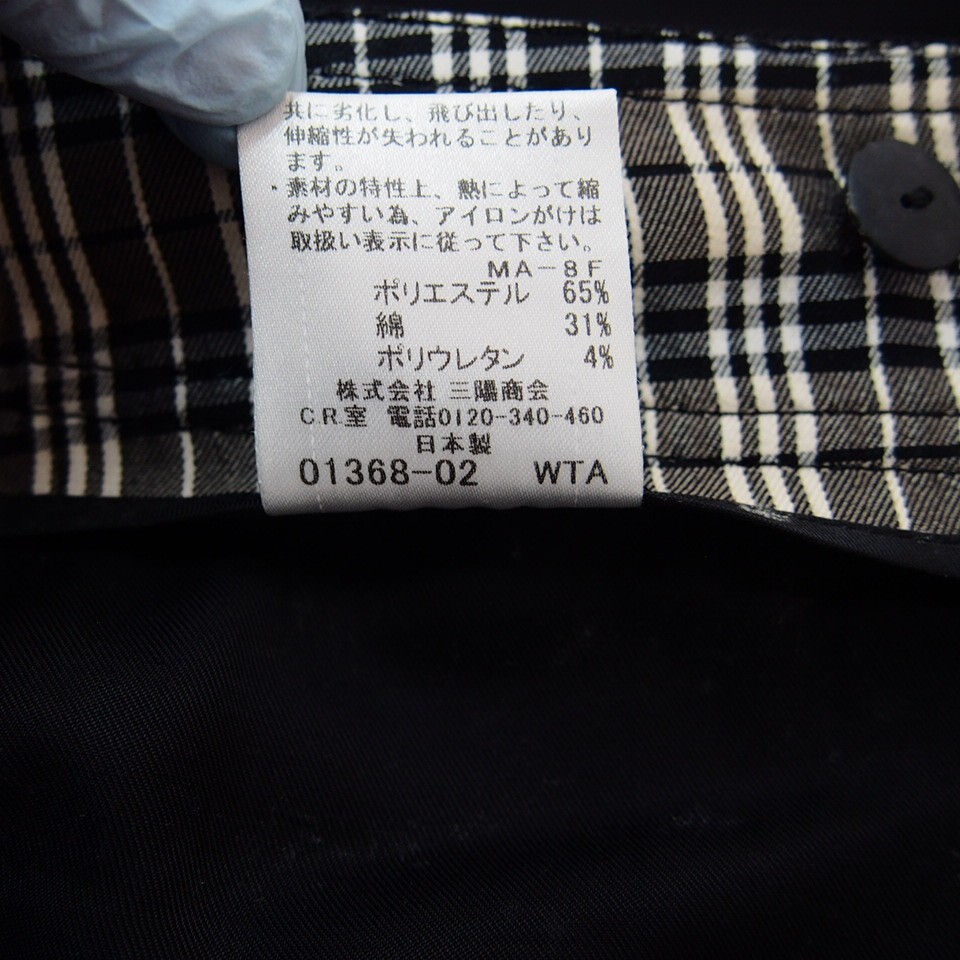 共に劣化し、飛び出したり、
伸縮性が失われることがあり
ます。
・素材の特性上、熱によって縮
みやすい為、アイロンがけは
取扱い表示に従って下さい。
MA-8F
ポリエステル 65%
綿 31%
ポリウレタン 4%
株式会社 三陽商会
C.R.室 電話0120-340-460
日本製
01368-02 WTA